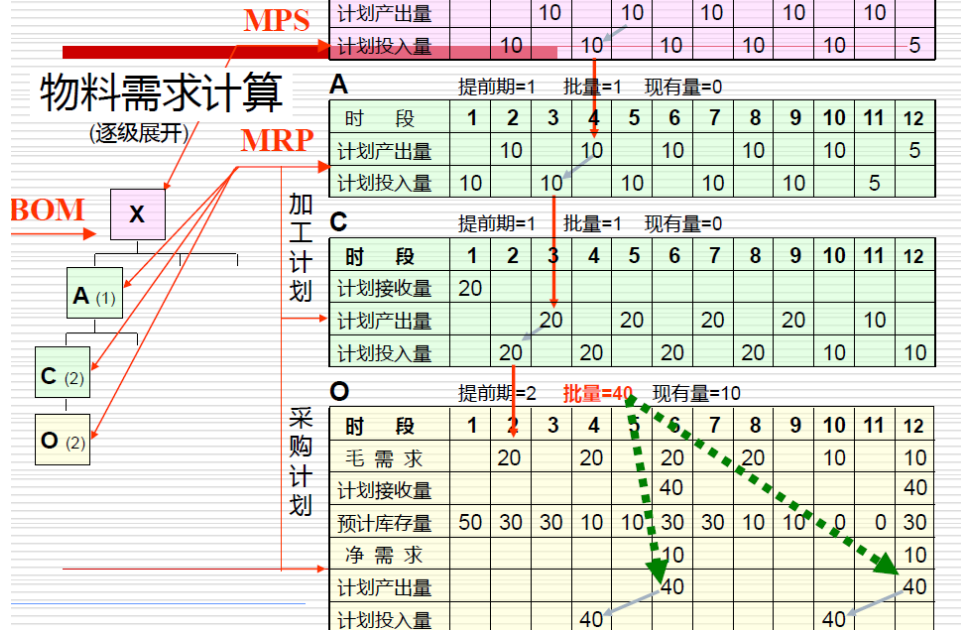 MPS
计划产出量 10 10 10 10 10
计划投入量 10 10 10 10 10 5
物料需求计算
(逐级展开)
MRP
BOM
X
A (1)
C (2)
O (2)
加工计划
采购计划
A 提前期=1 批量=1 现有量=0
时 段 1 2 3 4 5 6 7 8 9 10 11 12
计划产出量 10 10 10 10 10 5
计划投入量 10 10 10 10 10 5
C 提前期=1 批量=1 现有量=0
时 段 1 2 3 4 5 6 7 8 9 10 11 12
计划接收量 20
计划产出量 20 20 20 20 10
计划投入量 20 20 20 20 10 10
O 提前期=2 批量=40 现有量=10
时 段 1 2 3 4 5 6 7 8 9 10 11 12
毛 需 求 20 20 20 20 10 10
计划接收量 40 40
预计库存量 50 30 30 10 10 30 30 10 10 0 0 30
净 需 求 10 10
计划产出量 40 40
计划投入量 40 40